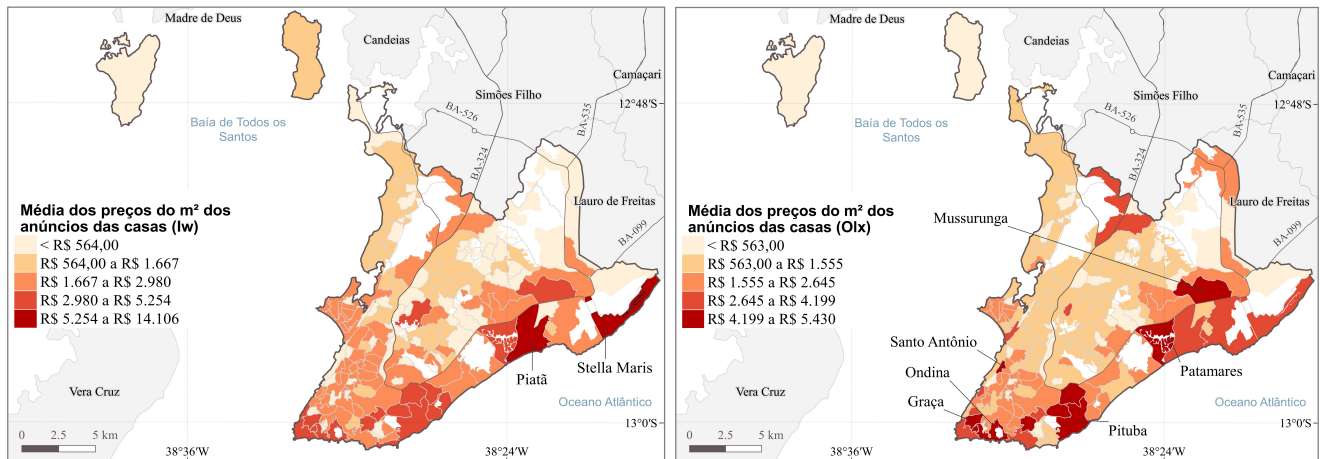 Madre de Deus
Candeias
Camaçari
Simões Filho
12°48'S
BA-526
BA-535
Baía de Todos os
Santos
BA-324
Lauro de Freitas
Média dos preços do m² dos
anúncios das casas (Iw)
BA-099
< R$ 564,00
R$ 564,00 a R$ 1.667
R$ 1.667 a R$ 2.980
R$ 2.980 a R$ 5.254
R$ 5.254 a R$ 14.106
Stella Maris
Piatã
Vera Cruz
Oceano Atlântico
0 2.5 5 km
13°0'S
38°36'W
38°24'W
Madre de Deus
Candeias
Camaçari
Simões Filho
12°48'S
BA-526
BA-535
Baía de Todos os
Santos
BA-324
Lauro de Freitas
Média dos preços do m² dos
anúncios das casas (Olx)
Mussurunga
BA-099
< R$ 563,00
R$ 563,00 a R$ 1.555
R$ 1.555 a R$ 2.645
R$ 2.645 a R$ 4.199
R$ 4.199 a R$ 5.430
Santo Antônio
Ondina
Patamares
Graça
Vera Cruz
Oceano Atlântico
Pituba
0 2.5 5 km
13°0'S
38°36'W
38°24'W